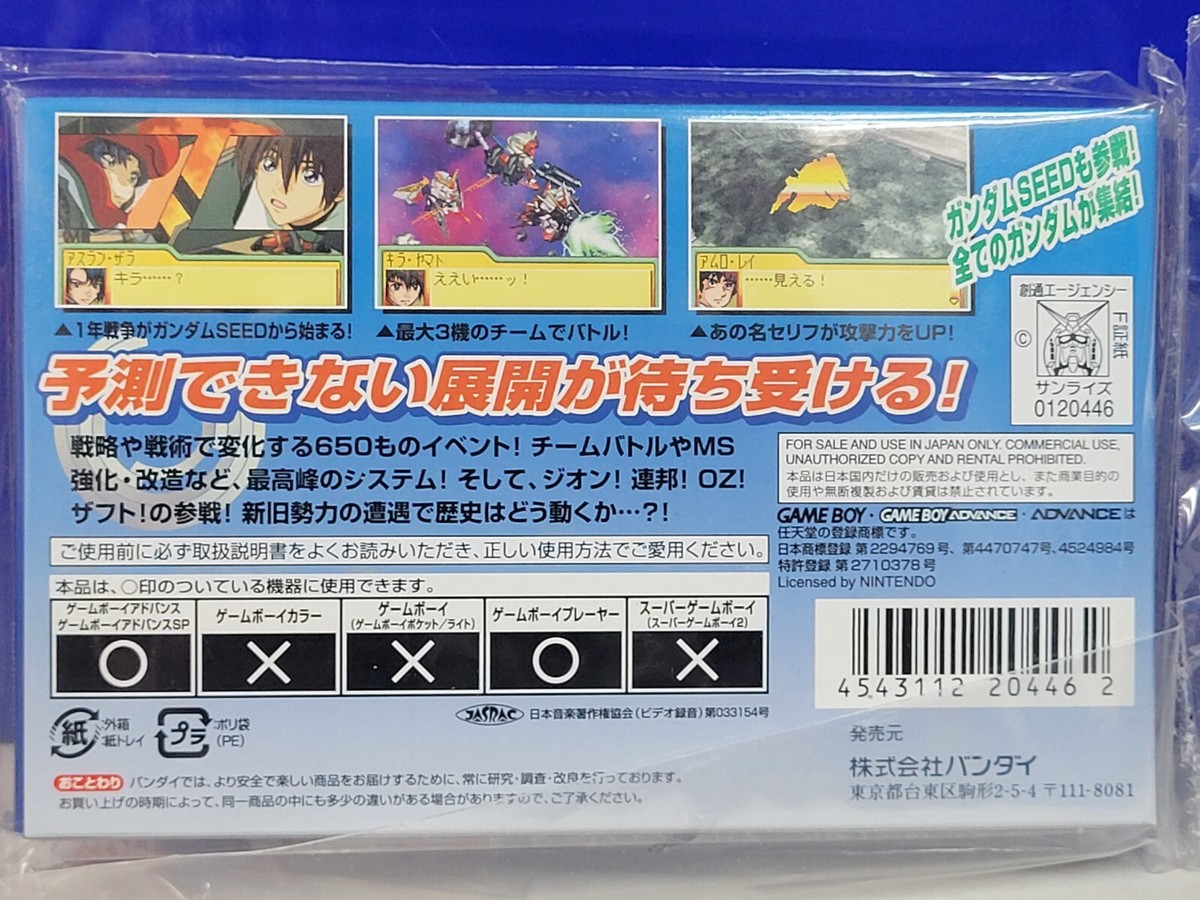 アスラン・ザラ
キラ……？
キラ・ヤマト
ええい……ッ！
アムロ・レイ
……見える！
ガンダムSEEDも参戦！
全てのガンダムが集結！
▲1年戦争がガンダムSEEDから始まる！
▲最大3機のチームでバトル！
▲あの名セリフが攻撃力をUP！
創通エージェンシー
©
F証紙
サンライズ
0120446
予測できない展開が待ち受ける！
戦略や戦術で変化する650ものイベント！チームバトルやMS
強化・改造など、最高峰のシステム！そして、ジオン！連邦！OZ！
ザフト！の参戦！新旧勢力の遭遇で歴史はどう動くか…?！
FOR SALE AND USE IN JAPAN ONLY. COMMERCIAL USE,
UNAUTHORIZED COPY AND RENTAL PROHIBITED.
本品は日本国内だけの販売および使用とし、また商業目的の
使用や無断複製および賃貸は禁止されています。
GAME BOY・GAME BOY ADVANCE・ADVANCEは
任天堂の登録商標です。
日本商標登録 第2294769号、第4470747号、4524984号
特許登録 第2710378号
Licensed by NINTENDO
ご使用前に必ず取扱説明書をよくお読みいただき、正しい使用方法でご愛用ください。
本品は、○印のついている機器に使用できます。
ゲームボーイアドバンス
ゲームボーイアドバンスSP
ゲームボーイカラー
ゲームボーイ
(ゲームボーイポケット/ライト)
ゲームボーイプレーヤー
スーパーゲームボーイ
(スーパーゲームボーイ2)
○ × × ○ ×
4543112 20446 2
紙
外箱
紙トレイ
プラ
ポリ袋
(PE)
JASRAC 日本音楽著作権協会(ビデオ録音)第033154号
発売元
株式会社バンダイ
東京都台東区駒形2-5-4 〒111-8081
おことわり バンダイでは、より安全で楽しい商品をお届けするために、常に研究・調査・改良を行っております。
お買い上げの時期によって、同一商品の中にも多少の違いがある場合がありますので、ご了承ください。